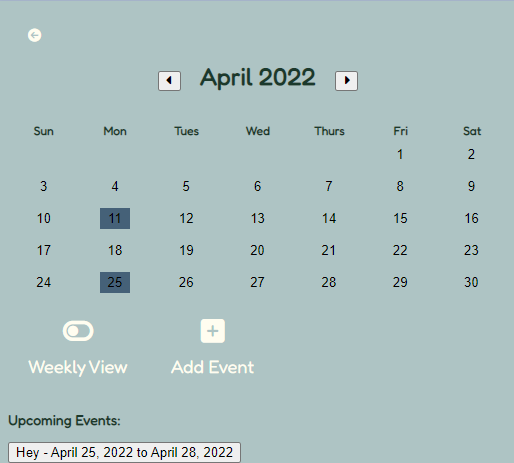 April 2022
Sun Mon Tues Wed Thurs Fri Sat
1 2
3 4 5 6 7 8 9
10 11 12 13 14 15 16
17 18 19 20 21 22 23
24 25 26 27 28 29 30
Weekly View Add Event
Upcoming Events:
Hey - April 25, 2022 to April 28, 2022